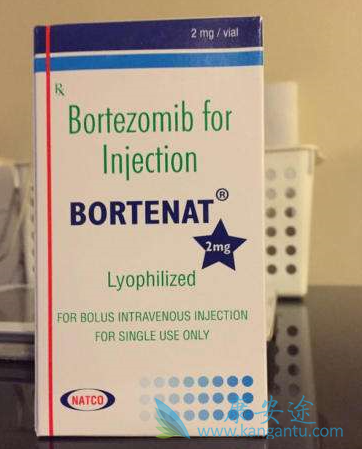 2 mg / vial
Rx
Bortezomib for
Injection
BORTENAT®
2mg
Lyophilized
FOR BOLUS INTRAVENOUS INJECTION
FOR SINGLE USE ONLY
NATCO
康安途
www.kangantu.com